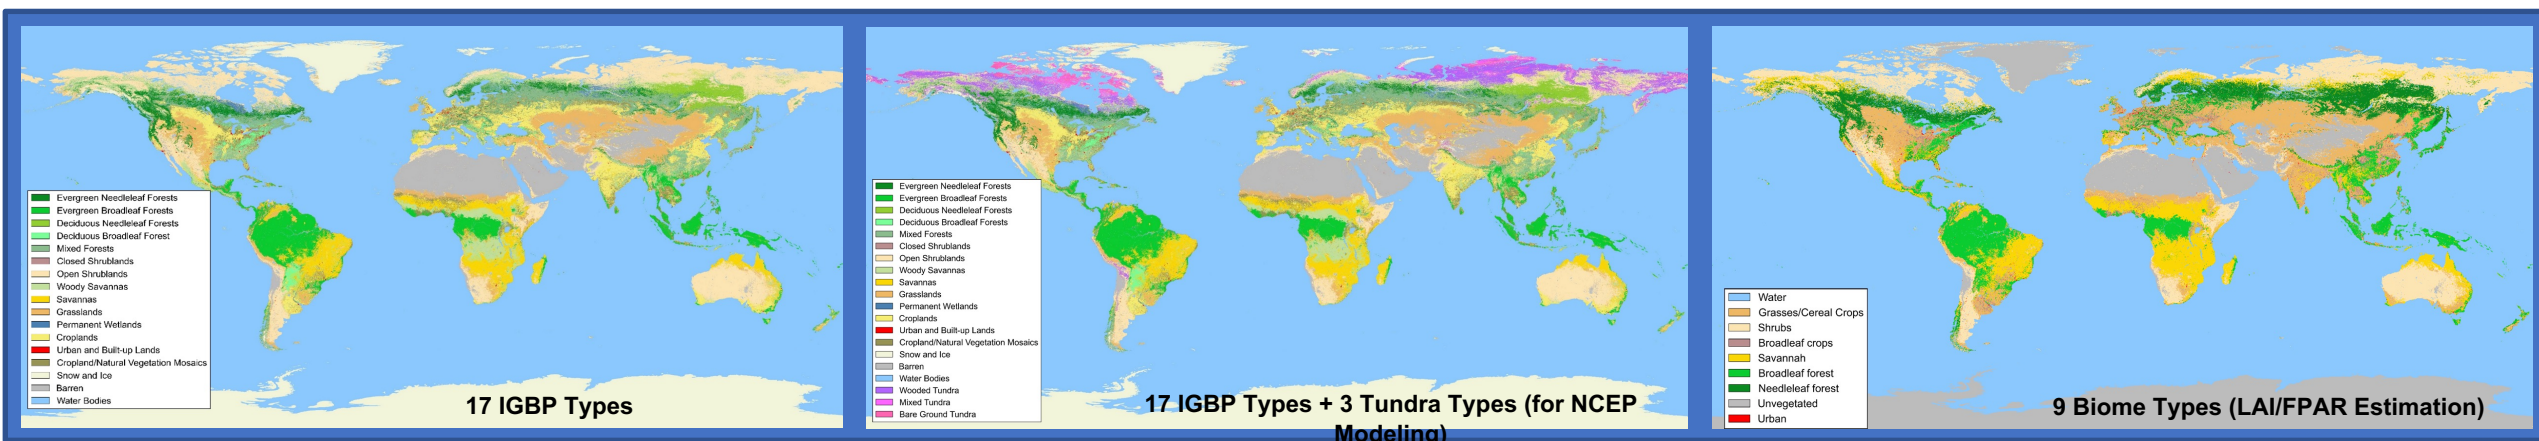 Evergreen Needleleaf Forests
Evergreen Broadleaf Forests
Deciduous Needleleaf Forests
Deciduous Broadleaf Forest
Mixed Forests
Closed Shrublands
Open Shrublands
Woody Savannas
Savannas
Grasslands
Permanent Wetlands
Croplands
Urban and Built-up Lands
Cropland/Natural Vegetation Mosaics
Snow and Ice
Barren
Water Bodies
17 IGBP Types
Evergreen Needleleaf Forests
Evergreen Broadleaf Forests
Deciduous Needleleaf Forests
Deciduous Broadleaf Forests
Mixed Forests
Closed Shrublands
Open Shrublands
Woody Savannas
Savannas
Grasslands
Permanent Wetlands
Croplands
Urban and Built-up Lands
Cropland/Natural Vegetation Mosaics
Snow and Ice
Barren
Water Bodies
Wooded Tundra
Mixed Tundra
Bare Ground Tundra
17 IGBP Types + 3 Tundra Types (for NCEP
Modeling)
Water
Grasses/Cereal Crops
Shrubs
Broadleaf crops
Savannah
Broadleaf forest
Needleleaf forest
Unvegetated
Urban
9 Biome Types (LAI/FPAR Estimation)